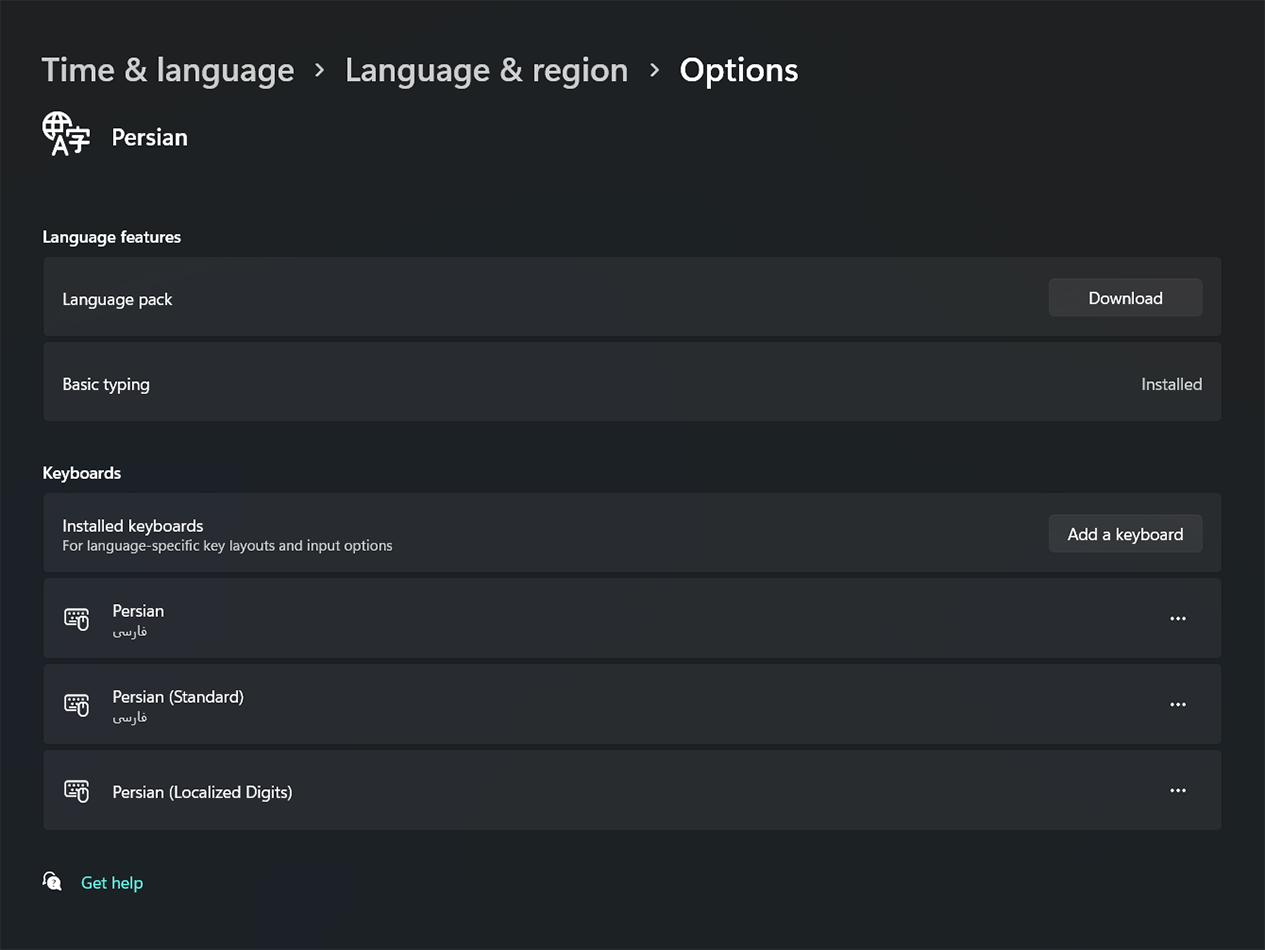 Time & language > Language & region > Options
Persian
Language features
Language pack
Download
Basic typing
Installed
Keyboards
Installed keyboards
For language-specific key layouts and input options
Add a keyboard
Persian
فارسی
Persian (Standard)
فارسی
Persian (Localized Digits)
Get help